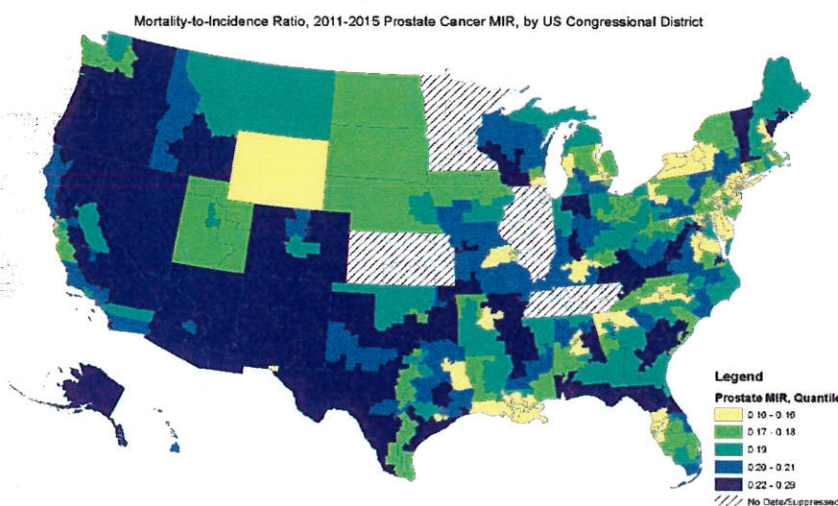 Mortality-to-Incidence Ratio, 2011-2015 Prostate Cancer MIR, by US Congressional District
Legend
Prostate MIR, Quantile
0.10 - 0.16
0.17 - 0.18
0.19
0.20 - 0.21
0.22 - 0.29
No Data/Suppressed